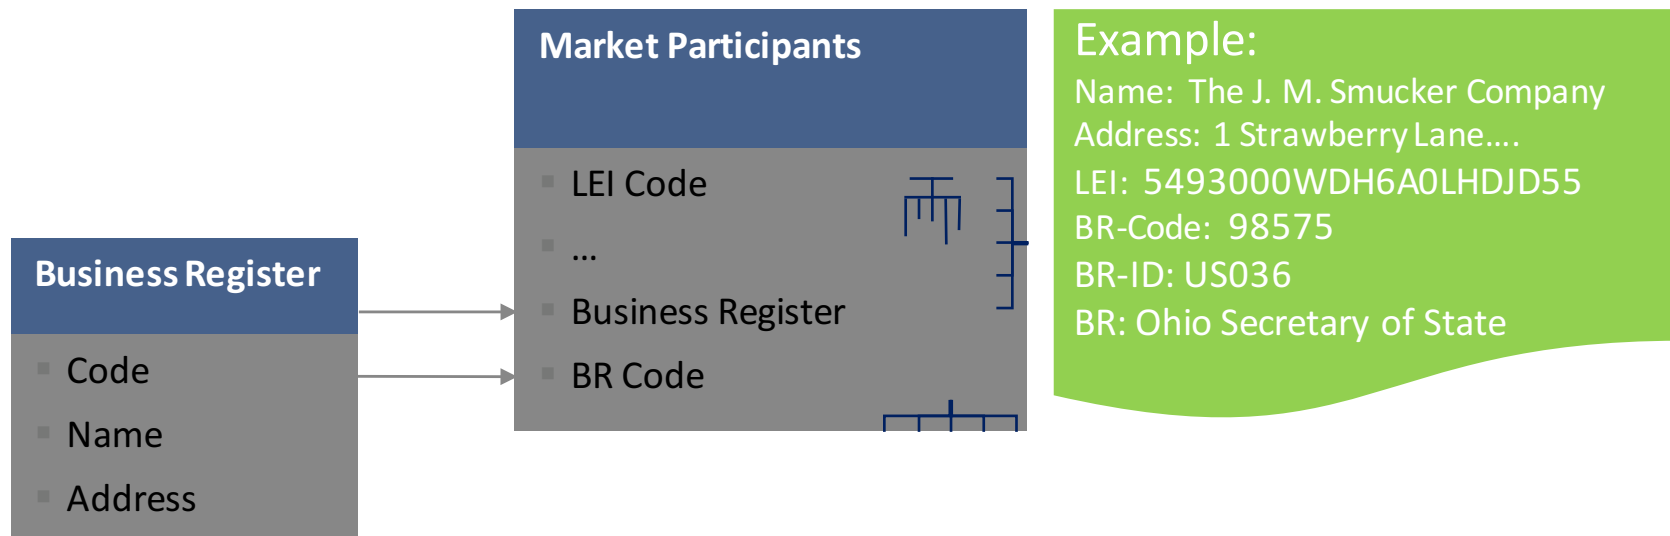 Business Register
Code
Name
Address
Market Participants
LEI Code
...
Business Register
BR Code
Example:
Name: The J. M. Smucker Company
Address: 1 Strawberry Lane....
LEI: 5493000WDH6A0LHDJD55
BR-Code: 98575
BR-ID: US036
BR: Ohio Secretary of State